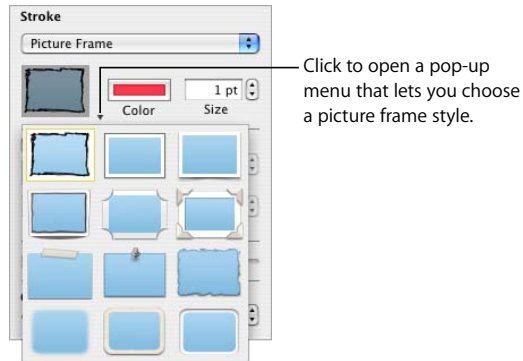 Stroke
Picture Frame
1 pt
Color
Size
Click to open a pop-up
menu that lets you choose
a picture frame style.